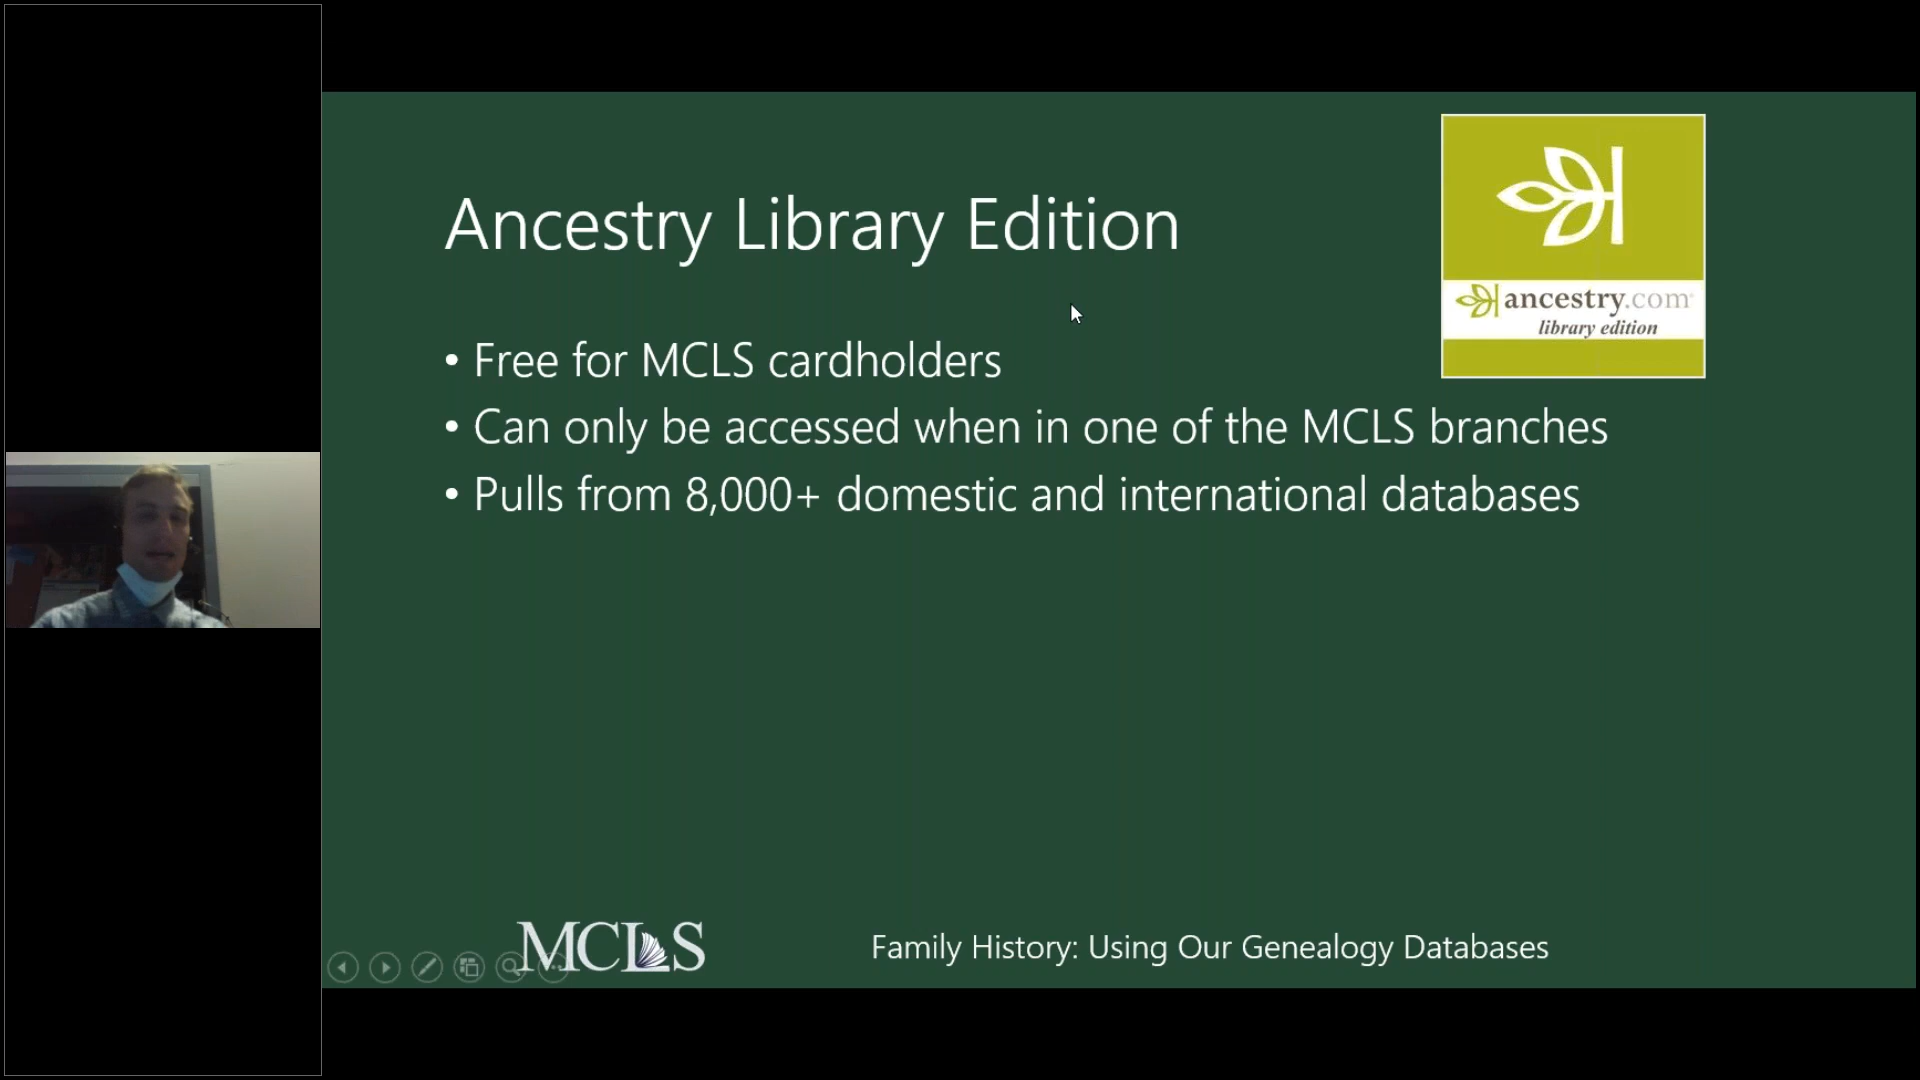 Ancestry Library Edition
ancestry.com
library edition
• Free for MCLS cardholders
• Can only be accessed when in one of the MCLS branches
• Pulls from 8,000+ domestic and international databases
MCLS
Family History: Using Our Genealogy Databases